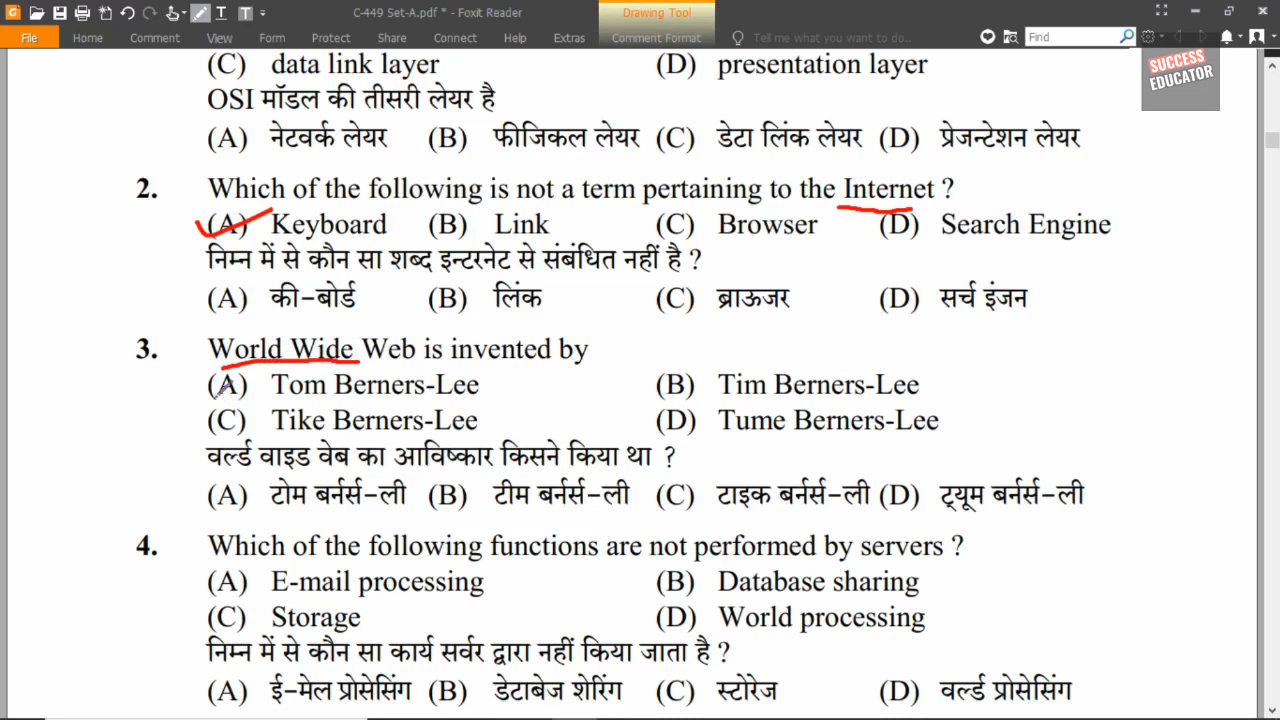 C-449 Set-A.pdf * - Foxit Reader
Drawing Tool
File Home Comment View Form Protect Share Connect Help Extras Comment Format Tell me what you want to do.. Find
SUCCESS
EDUCATOR
(C) data link layer (D) presentation layer
OSI मॉडल की तीसरी लेयर है
(A) नेटवर्क लेयर (B) फीजिकल लेयर (C) डेटा लिंक लेयर (D) प्रेजन्टेशन लेयर
2. Which of the following is not a term pertaining to the Internet ?
(A) Keyboard (B) Link (C) Browser (D) Search Engine
निम्न में से कौन सा शब्द इन्टरनेट से संबंधित नहीं है ?
(A) की-बोर्ड (B) लिंक (C) ब्राऊजर (D) सर्च इंजन
3. World Wide Web is invented by
(A) Tom Berners-Lee (B) Tim Berners-Lee
(C) Tike Berners-Lee (D) Tume Berners-Lee
वर्ल्ड वाइड वेब का आविष्कार किसने किया था ?
(A) टोम बर्नर्स-ली (B) टीम बर्नर्स-ली (C) टाइक बर्नर्स-ली (D) ट्यूम बर्नर्स-ली
4. Which of the following functions are not performed by servers ?
(A) E-mail processing (B) Database sharing
(C) Storage (D) World processing
निम्न में से कौन सा कार्य सर्वर द्वारा नहीं किया जाता है ?
(A) ई-मेल प्रोसेसिंग (B) डेटाबेज शेरिंग (C) स्टोरेज (D) वर्ल्ड प्रोसेसिंग